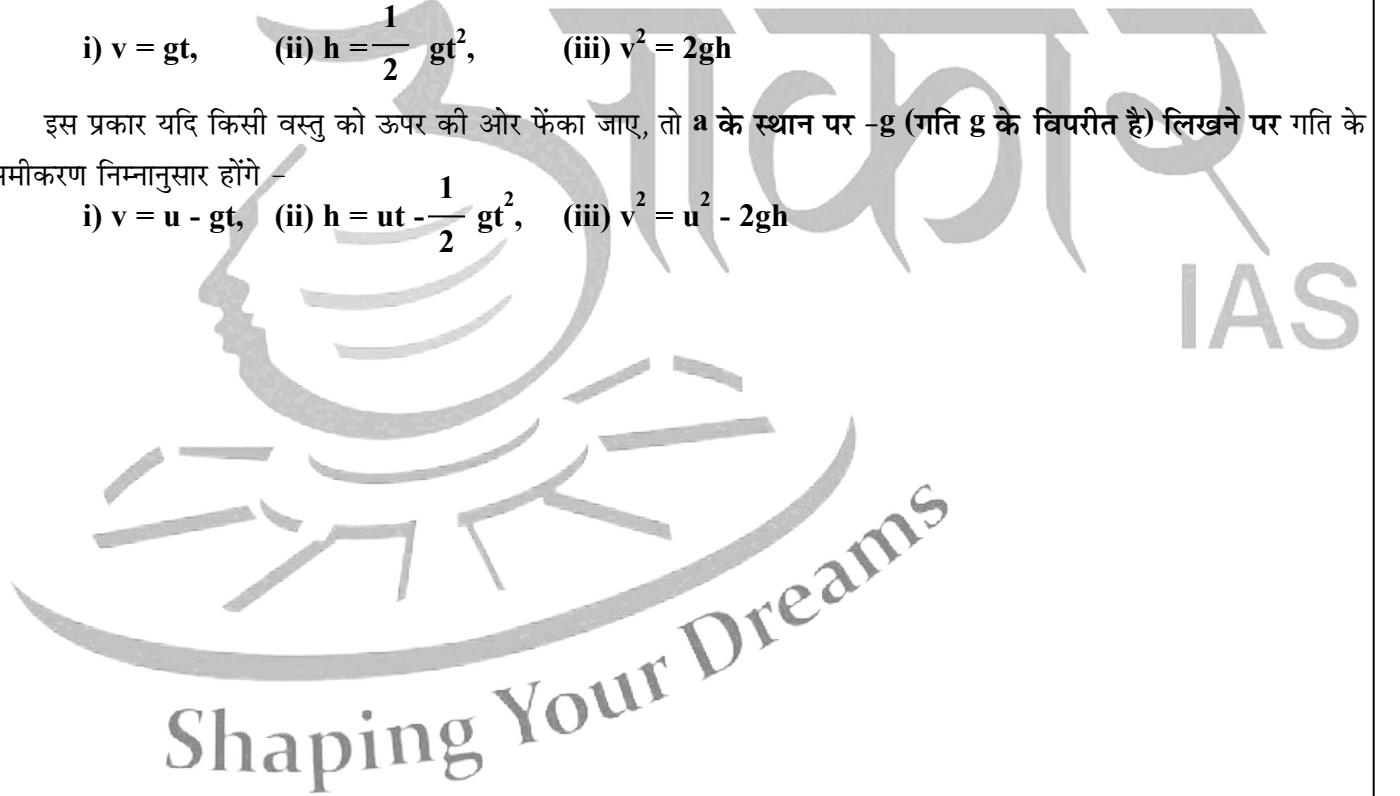 i) v = gt, (ii) h = 1/2 gt², (iii) v² = 2gh
इस प्रकार यदि किसी वस्तु को ऊपर की ओर फेंका जाए, तो a के स्थान पर -g (गति g के विपरीत है) लिखने पर गति के
समीकरण निम्नानुसार होंगे –
i) v = u - gt, (ii) h = ut - 1/2 gt², (iii) v² = u² - 2gh
आकार
IAS
Shaping Your Dreams